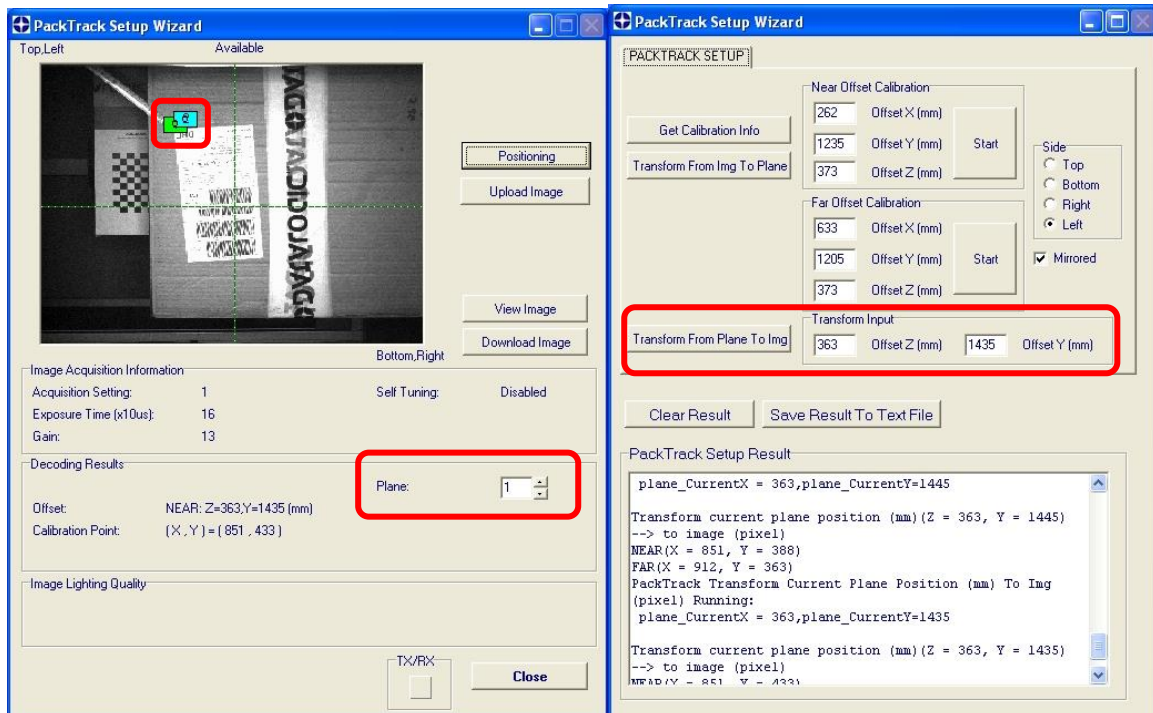 PackTrack Setup Wizard
Top,Left
Available
Positioning
Upload Image
View Image
Download Image
Bottom,Right
Image Acquisition Information
Acquisition Setting: 1
Self Tuning: Disabled
Exposure Time (x10us): 16
Gain: 13
Decoding Results
Plane: 1
Offset: NEAR: Z=363,Y=1435 (mm)
Calibration Point: ( X , Y ) = ( 851 , 433 )
Image Lighting Quality
TX/RX
Close
PackTrack Setup Wizard
PACKTRACK SETUP
Near Offset Calibration
Get Calibration Info
Transform From Img To Plane
262 Offset X (mm)
1235 Offset Y (mm)
373 Offset Z (mm)
Start
Side
Top
Bottom
Right
Left
Mirrored
Far Offset Calibration
633 Offset X (mm)
1205 Offset Y (mm)
373 Offset Z (mm)
Start
Transform Input
Transform From Plane To Img
363 Offset Z (mm) 1435 Offset Y (mm)
Clear Result
Save Result To Text File
PackTrack Setup Result
plane_CurrentX = 363,plane_CurrentY=1445
Transform current plane position (mm)(Z = 363, Y = 1445)
--> to image (pixel)
NEAR(X = 851, Y = 388)
FAR(X = 912, Y = 363)
PackTrack Transform Current Plane Position (mm) To Img
(pixel) Running:
plane_CurrentX = 363,plane_CurrentY=1435
Transform current plane position (mm)(Z = 363, Y = 1435)
--> to image (pixel)
NEAR(X = 851, Y = 433)